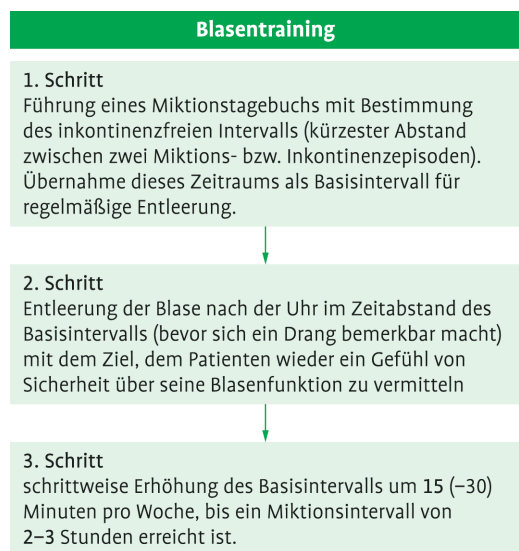 Blasentraining
1. Schritt
Führung eines Miktionstagebuchs mit Bestimmung
des inkontinenzfreien Intervalls (kürzester Abstand
zwischen zwei Miktions- bzw. Inkontinenzepisoden).
Übernahme dieses Zeitraums als Basisintervall für
regelmäßige Entleerung.
2. Schritt
Entleerung der Blase nach der Uhr im Zeitabstand des
Basisintervalls (bevor sich ein Drang bemerkbar macht)
mit dem Ziel, dem Patienten wieder ein Gefühl von
Sicherheit über seine Blasenfunktion zu vermitteln
3. Schritt
schrittweise Erhöhung des Basisintervalls um 15 (–30)
Minuten pro Woche, bis ein Miktionsintervall von
2–3 Stunden erreicht ist.